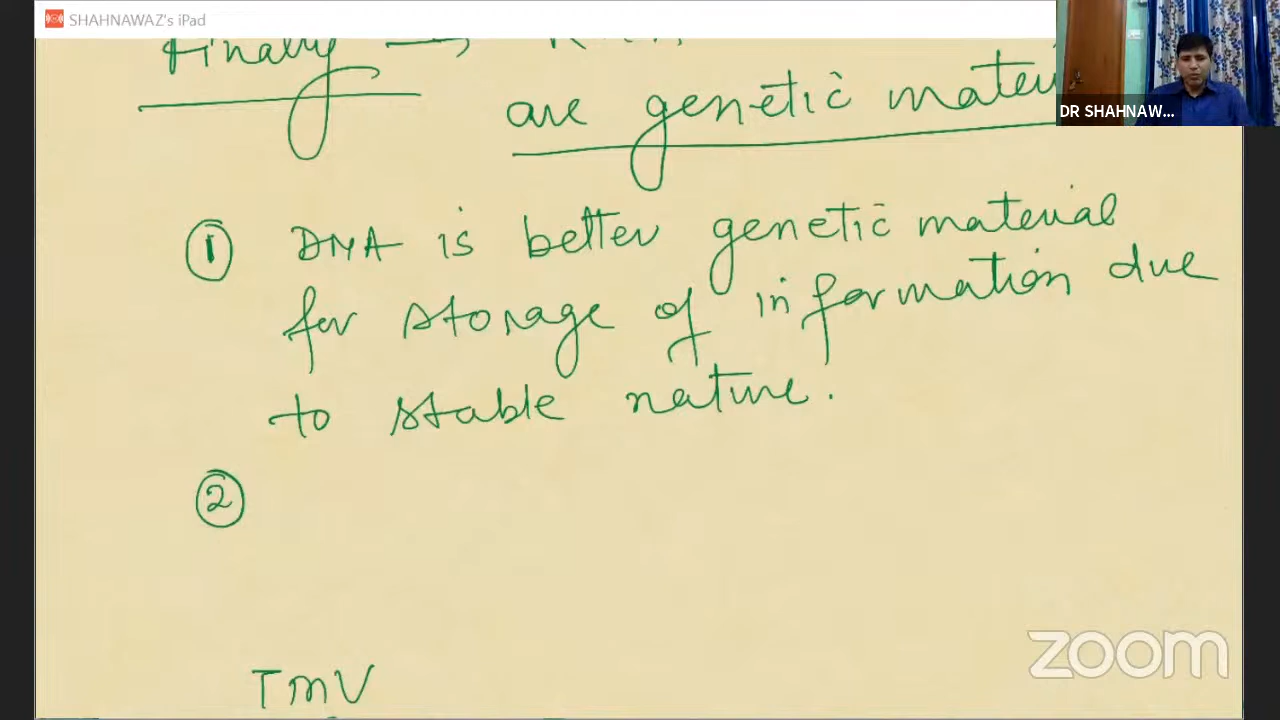 SHAHNAWAZ's iPad
Finally →
are genetic
DR SHAHNAW...
① DNA is better genetic material
for storage of information due
to stable nature.
②
zoom
TMV